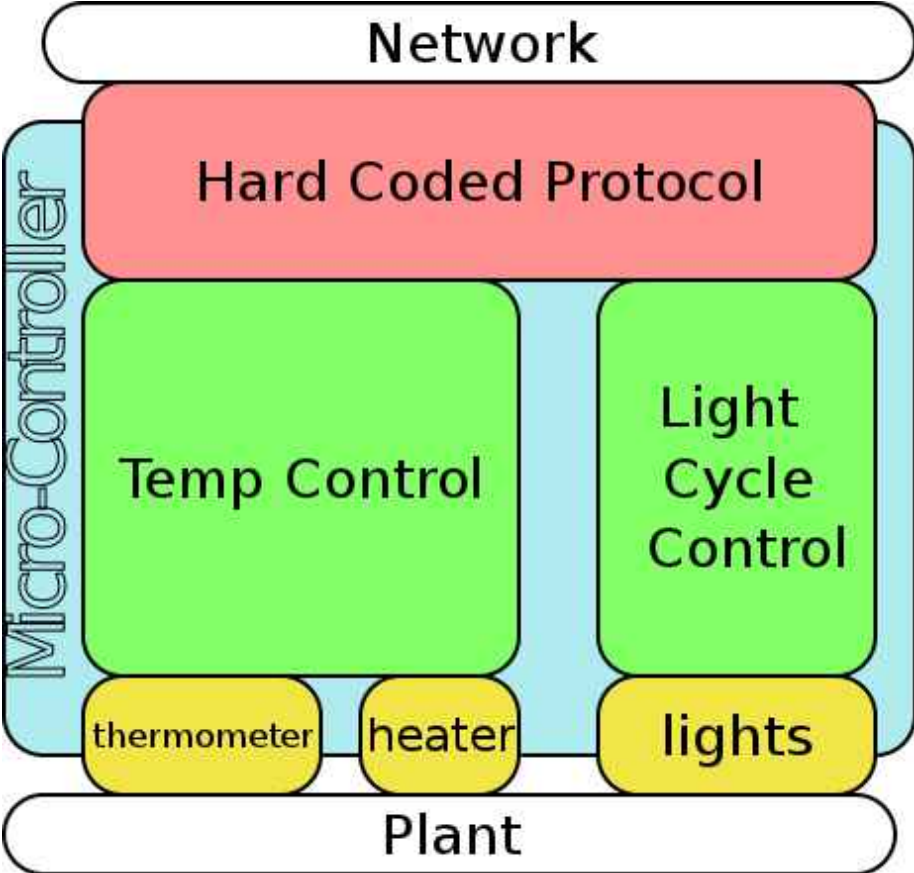 Network
Hard Coded Protocol
Micro-Controller
Temp Control
Light
Cycle
Control
thermometer
heater
lights
Plant